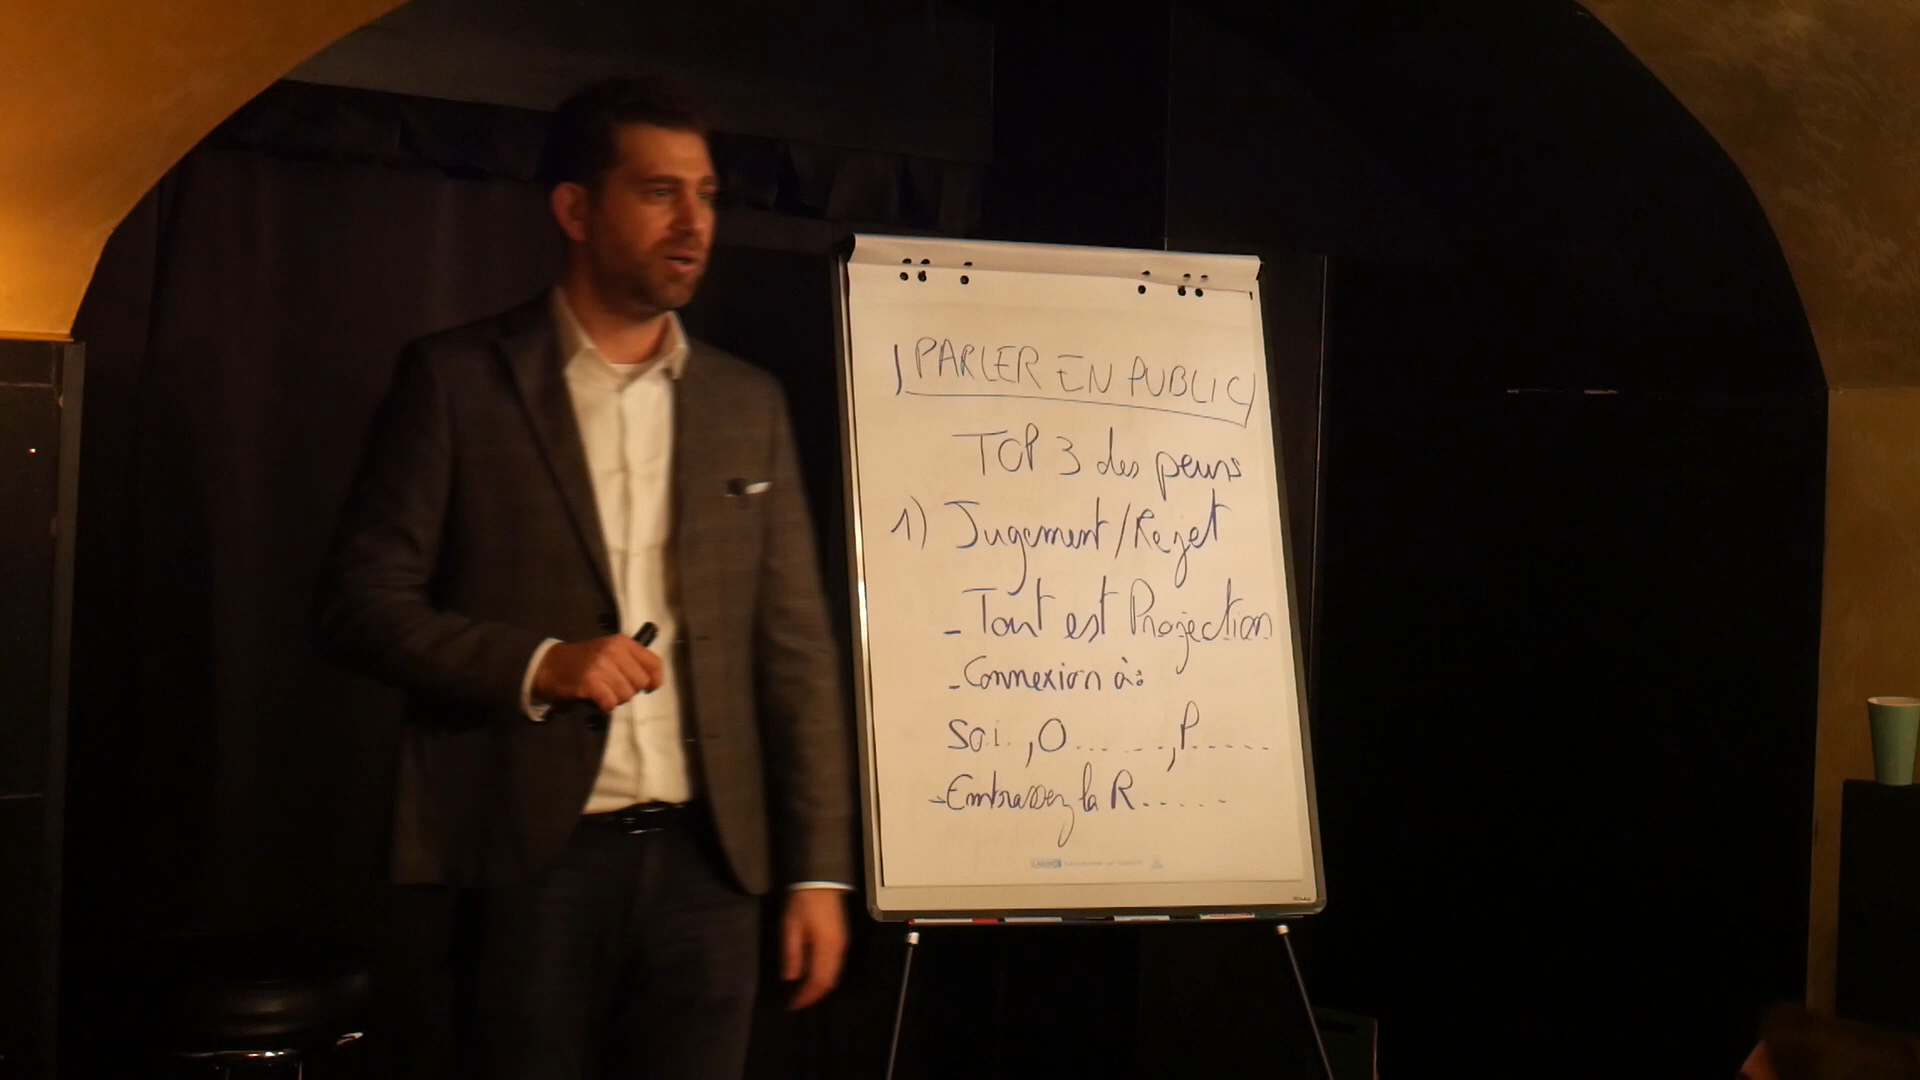 PARLER EN PUBLIC
TOP 3 des peurs
1) Jugement/Rejet
- Tout est Projection
- Connexion à:
Soi.. , O......., P.....
- Embrassez la R......